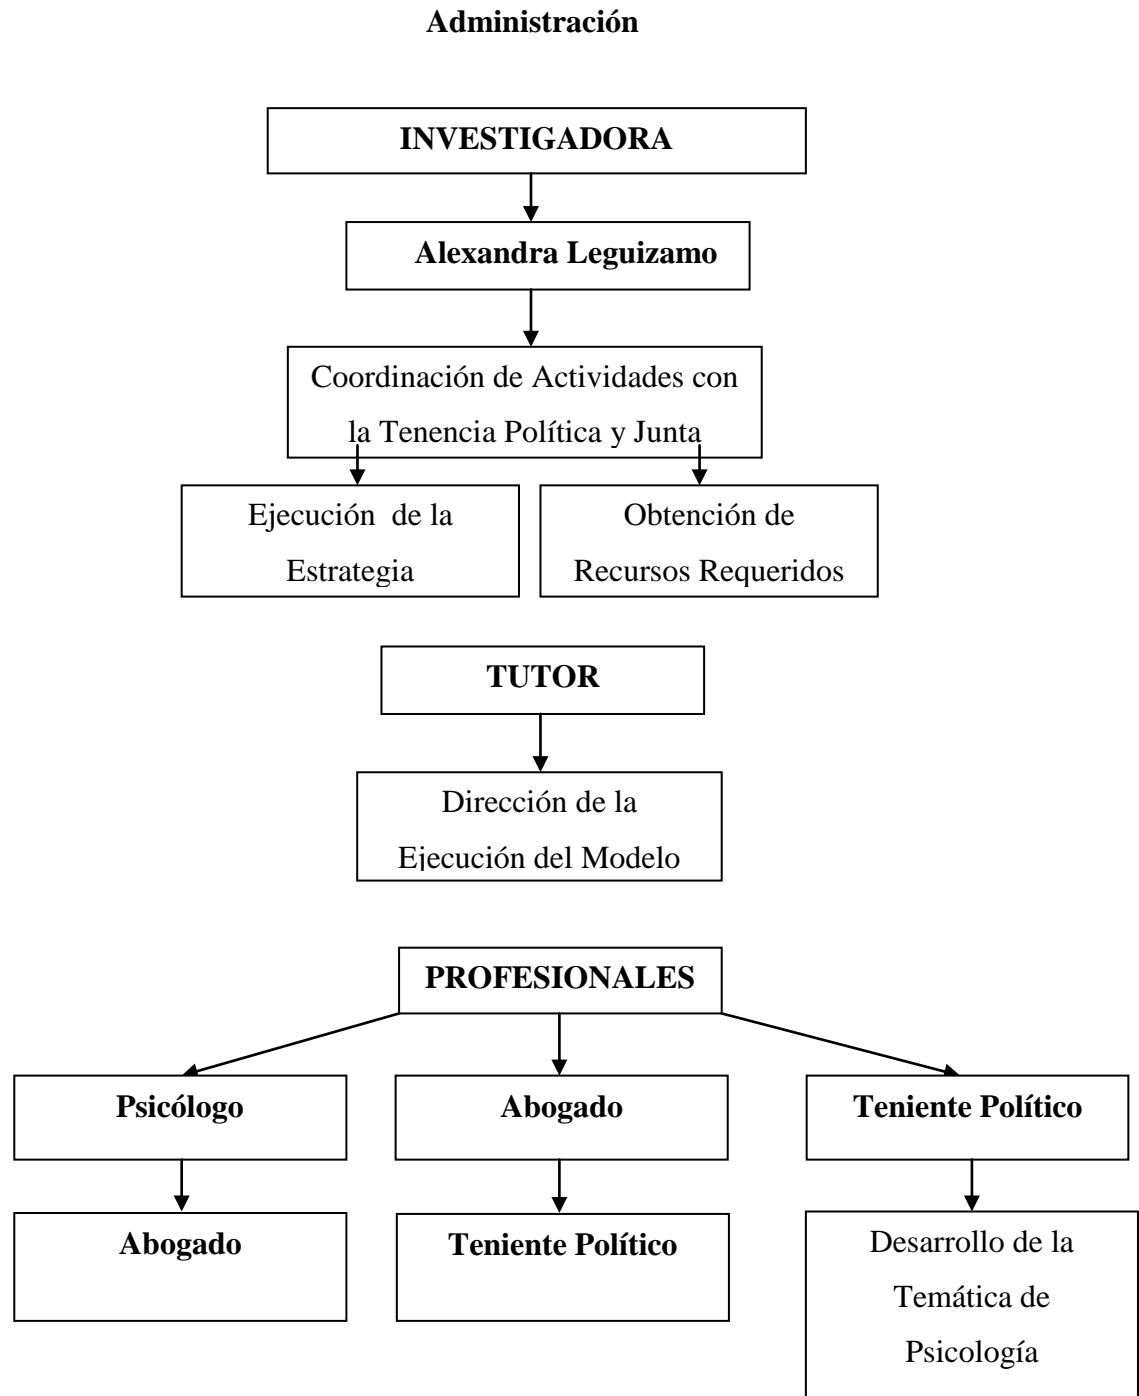 Administración
INVESTIGADORA
Alexandra Leguizamo
Coordinación de Actividades con
la Tenencia Política y Junta
Ejecución de la
Estrategia
Obtención de
Recursos Requeridos
TUTOR
Dirección de la
Ejecución del Modelo
PROFESIONALES
Psicólogo
Abogado
Teniente Político
Abogado
Teniente Político
Desarrollo de la
Temática de
Psicología